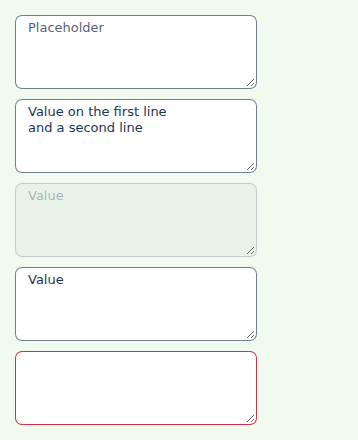 Placeholder
Value on the first line
and a second line
Value
Value